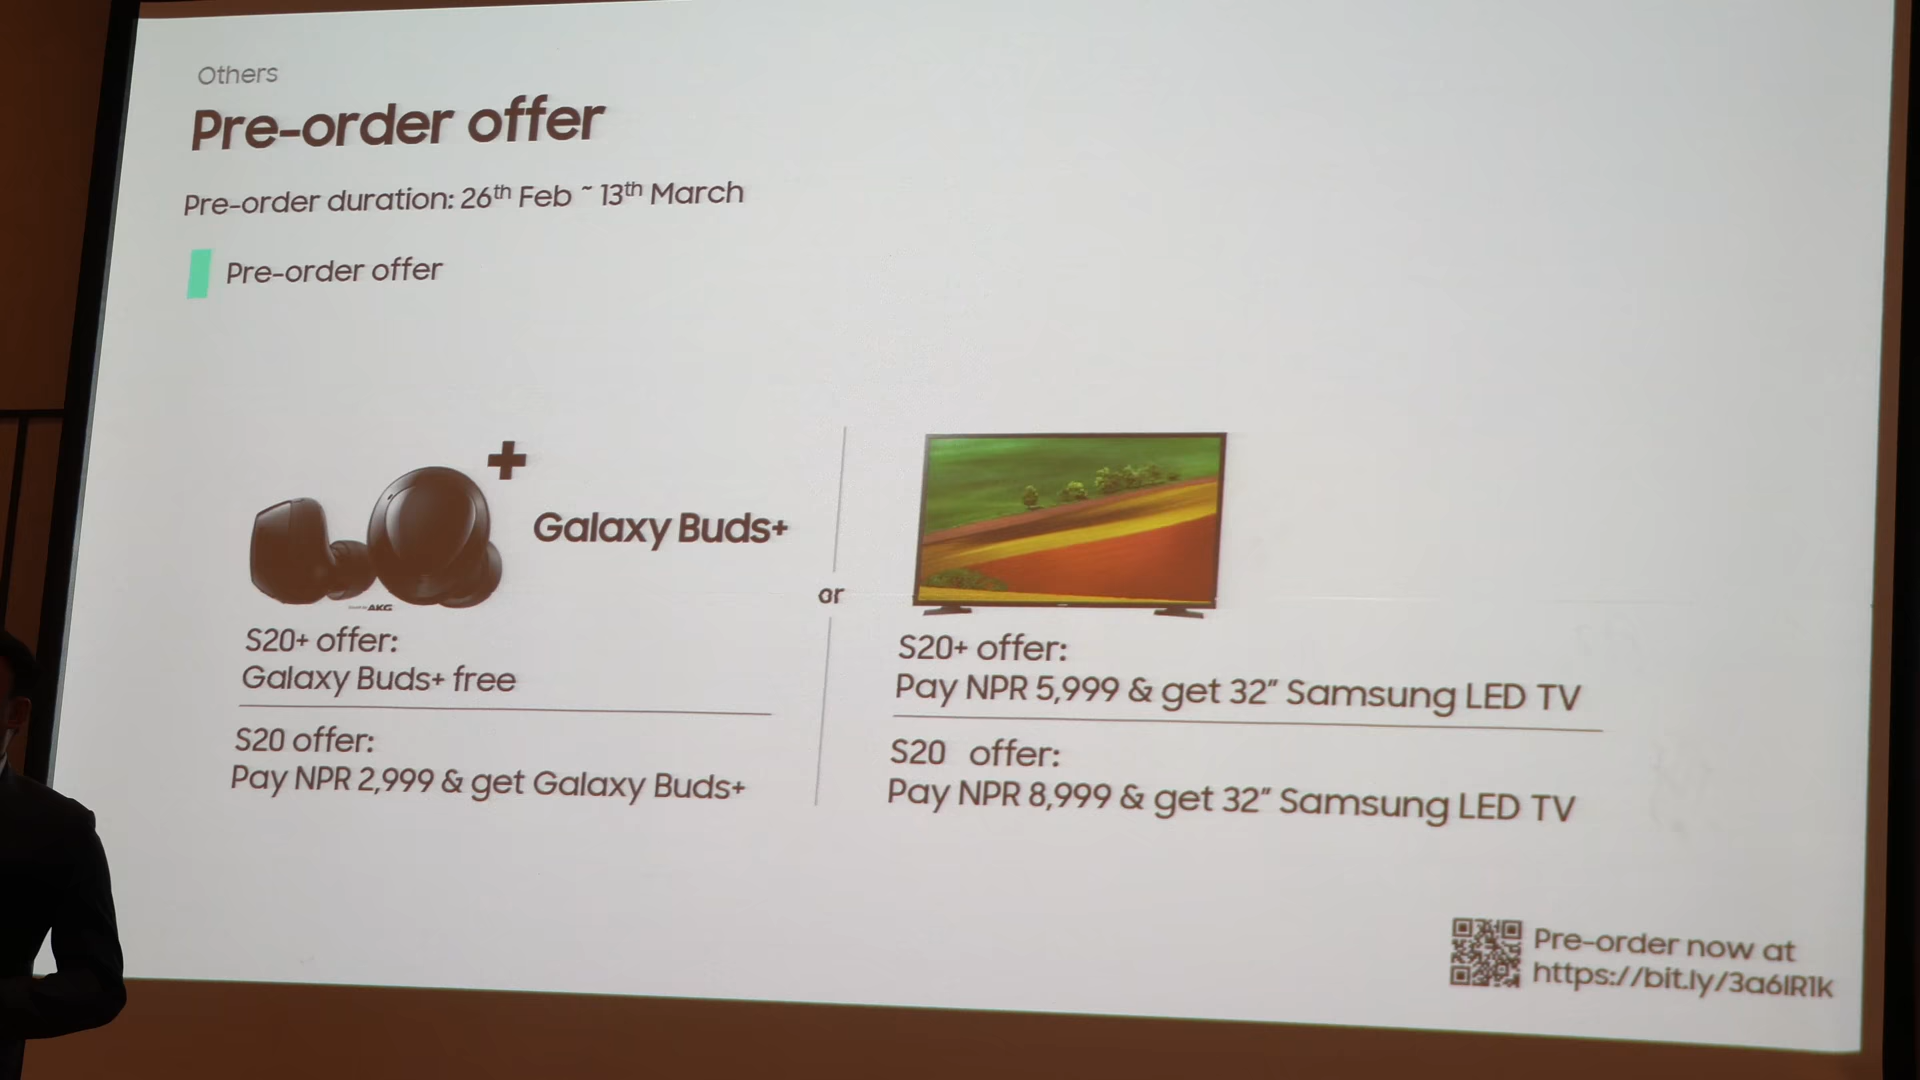 Others
Pre-order offer
Pre-order duration: 26th Feb ~ 13th March
Pre-order offer
+
Galaxy Buds+
AKG
S20+ offer:
Galaxy Buds+ free
S20 offer:
Pay NPR 2,999 & get Galaxy Buds+
or
S20+ offer:
Pay NPR 5,999 & get 32” Samsung LED TV
S20 offer:
Pay NPR 8,999 & get 32” Samsung LED TV
Pre-order now at
https://bit.ly/3a6IR1k